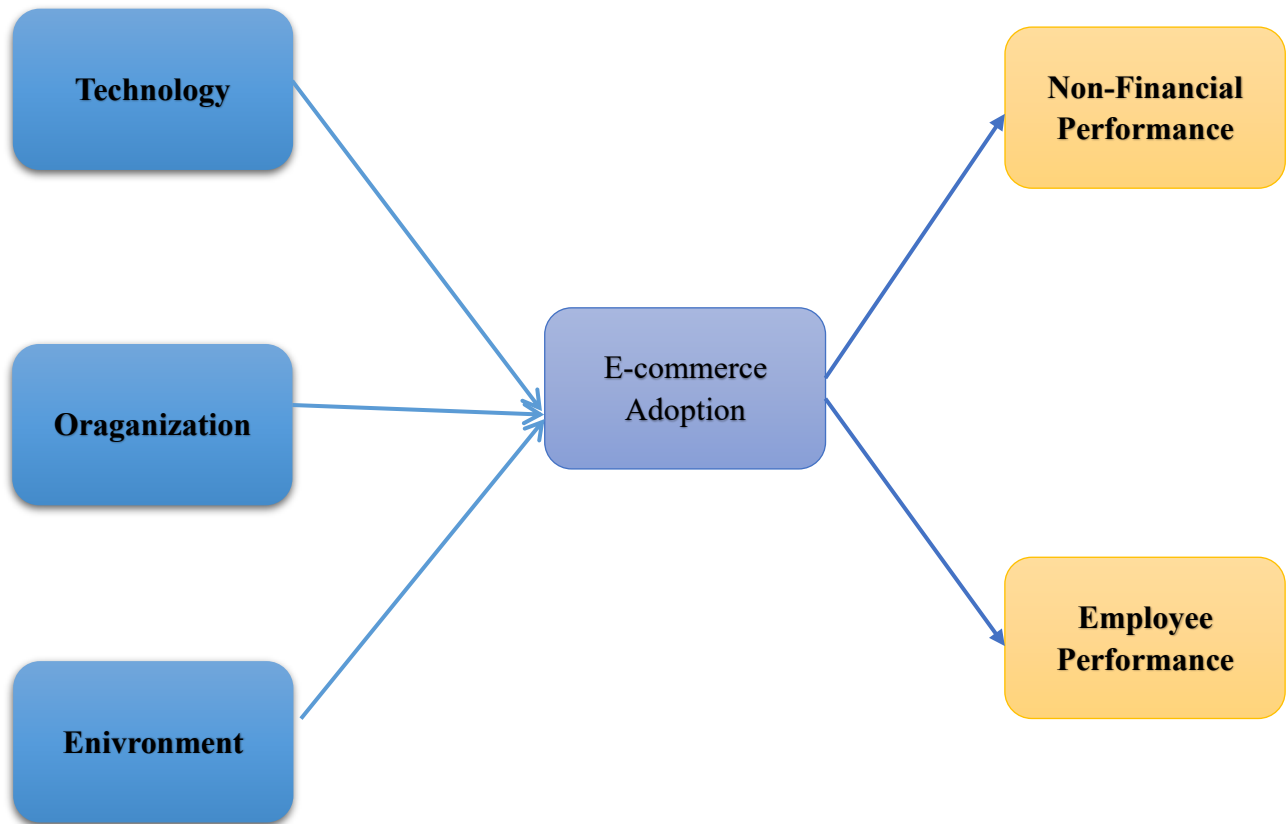 Technology
Non-Financial
Performance
E-commerce
Adoption
Oraganization
Employee
Performance
Enivronment